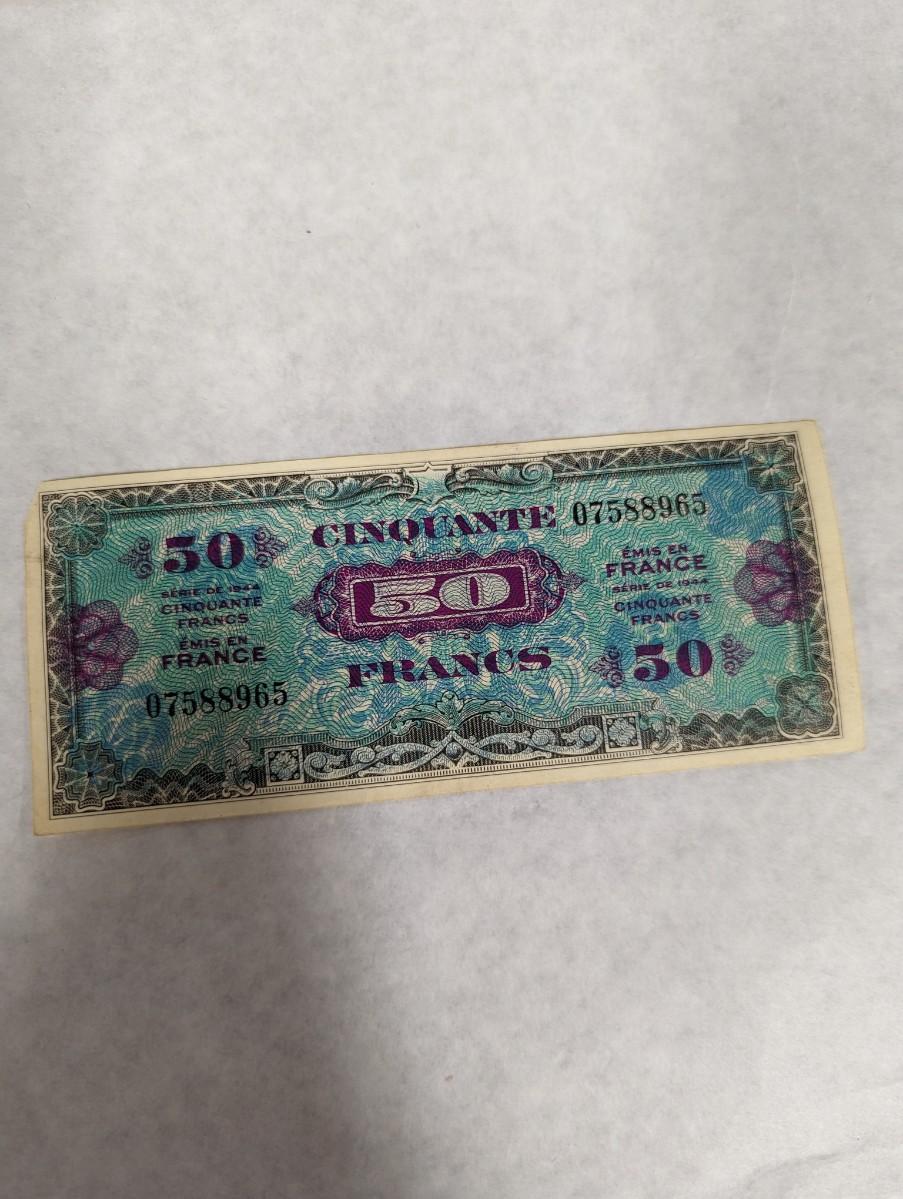 50
SÉRIE DE 1944
CINQUANTE
FRANCS
ÉMIS EN
FRANCE
07588965
CINQUANTE
50
FRANCS
07588965
ÉMIS EN
FRANCE
SÉRIE DE 1944
CINQUANTE
FRANCS
50